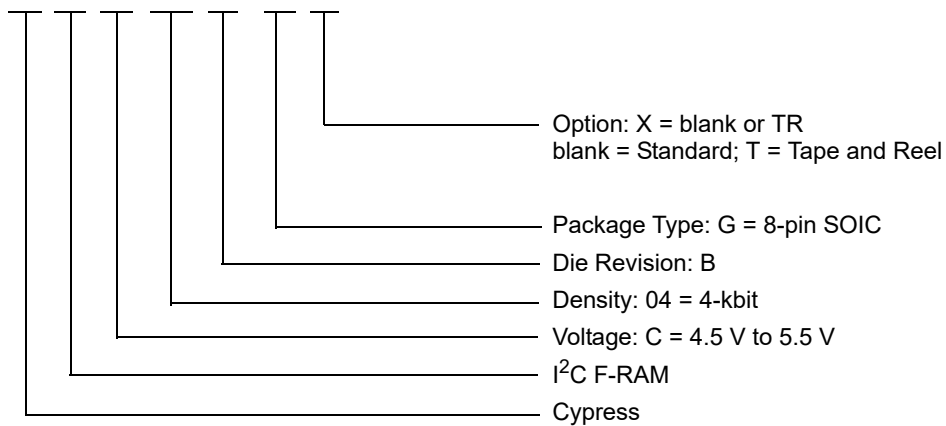 Option: X = blank or TR
blank = Standard; T = Tape and Reel
Package Type: G = 8-pin SOIC
Die Revision: B
Density: 04 = 4-kbit
Voltage: C = 4.5 V to 5.5 V
I²C F-RAM
Cypress